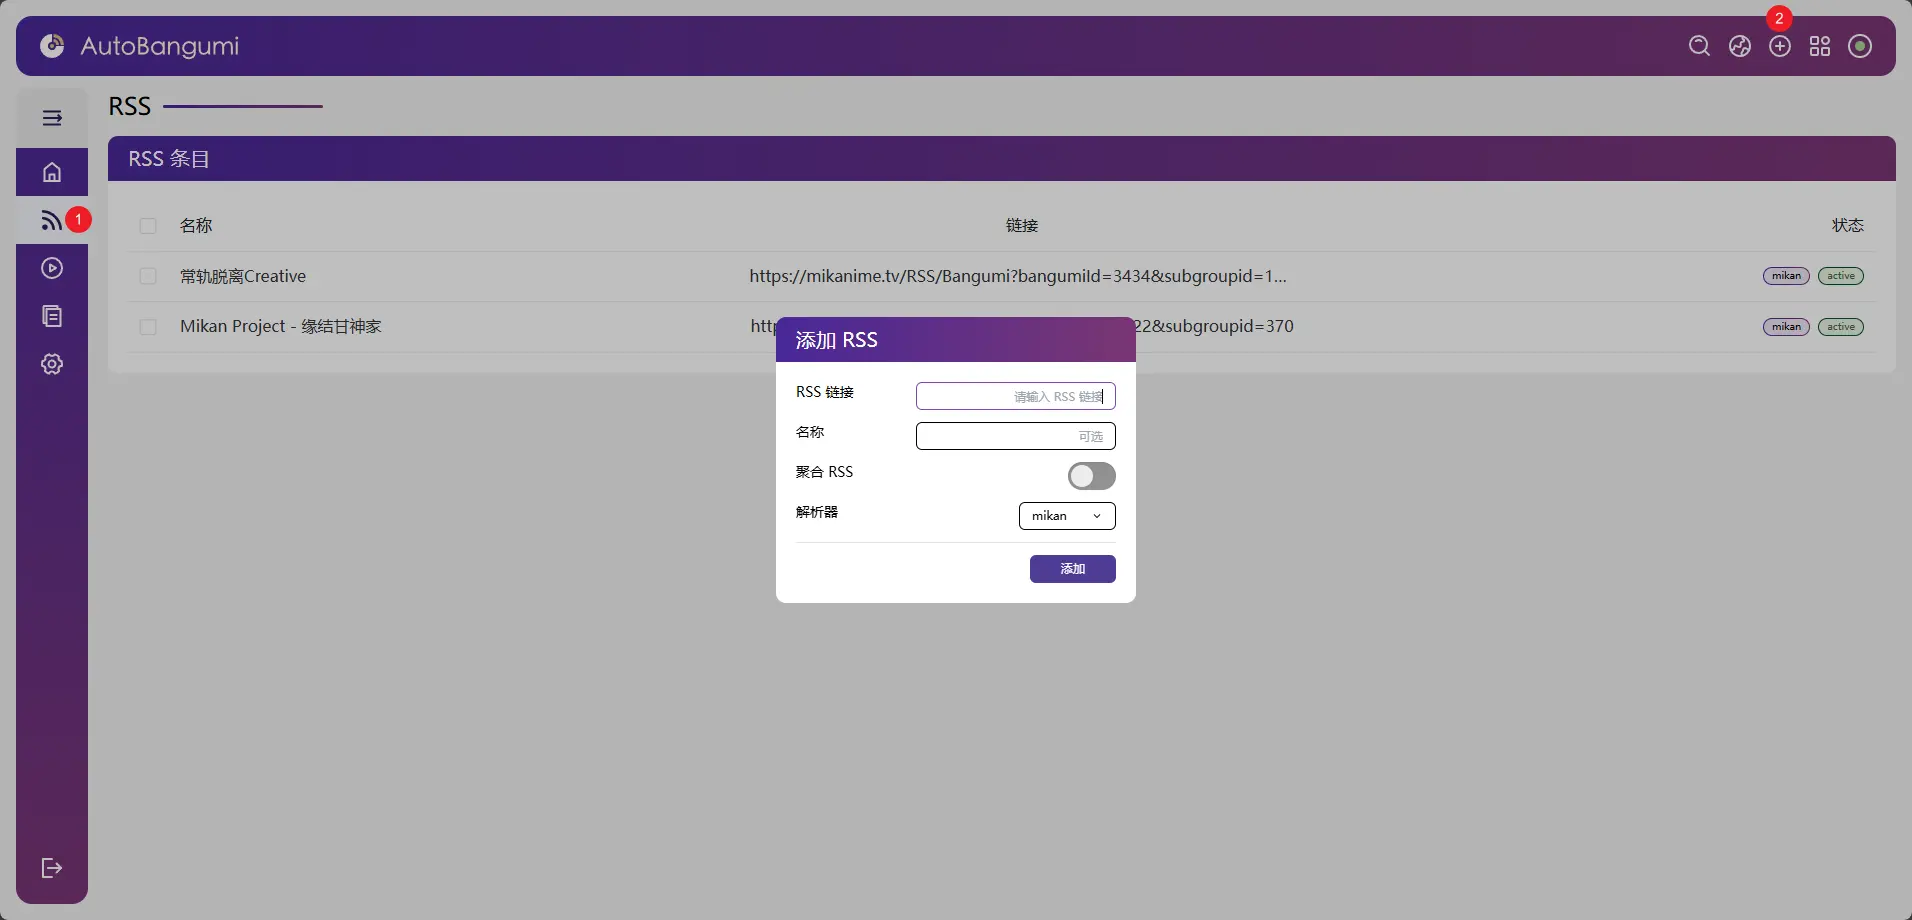 2
AutoBangumi
RSS
RSS 条目
1
名称 链接 状态
常轨脱离Creative https://mikanime.tv/RSS/Bangumi?bangumiId=3434&subgroupid=1... mikan active
Mikan Project - 缘结甘神家 http 22&subgroupid=370 mikan active
添加 RSS
RSS 链接 请输入 RSS 链接
名称 可选
聚合 RSS
解析器 mikan
添加